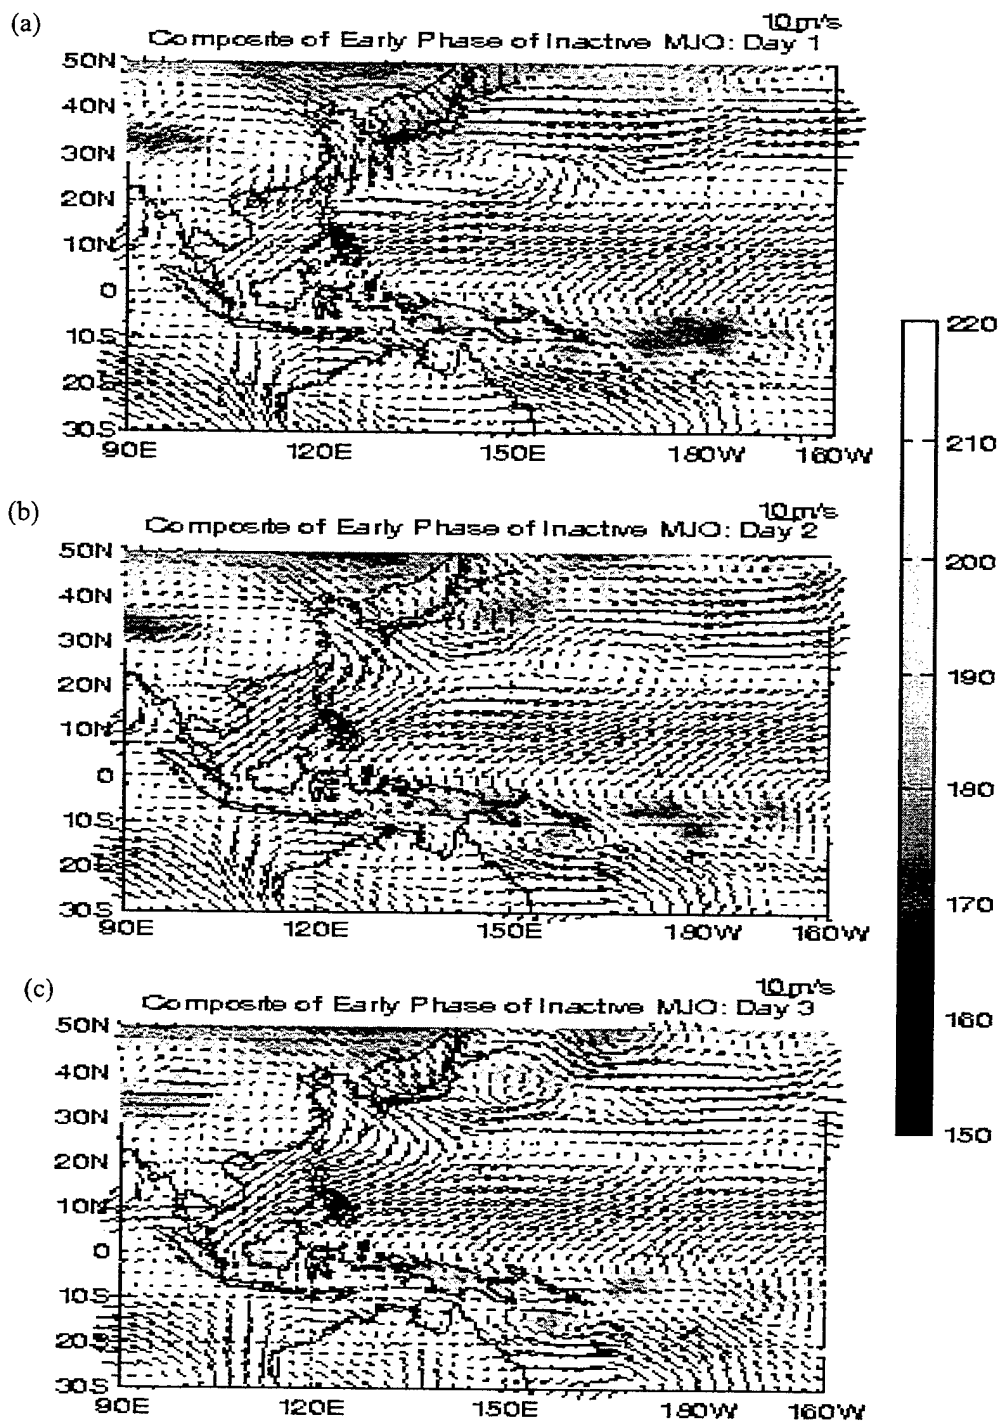 (a)
10 m/s
Composite of Early Phase of Inactive MJO: Day 1
50N
40N
30N
20N
10N
0
10S
20S
30S
90E 120E 150E 180W 160W
(b)
10 m/s
Composite of Early Phase of Inactive MJO: Day 2
50N
40N
30N
20N
10N
0
10S
20S
30S
90E 120E 150E 180W 160W
(c)
10 m/s
Composite of Early Phase of Inactive MJO: Day 3
50N
40N
30N
20N
10N
0
10S
20S
30S
90E 120E 150E 180W 160W
220
210
200
190
180
170
160
150